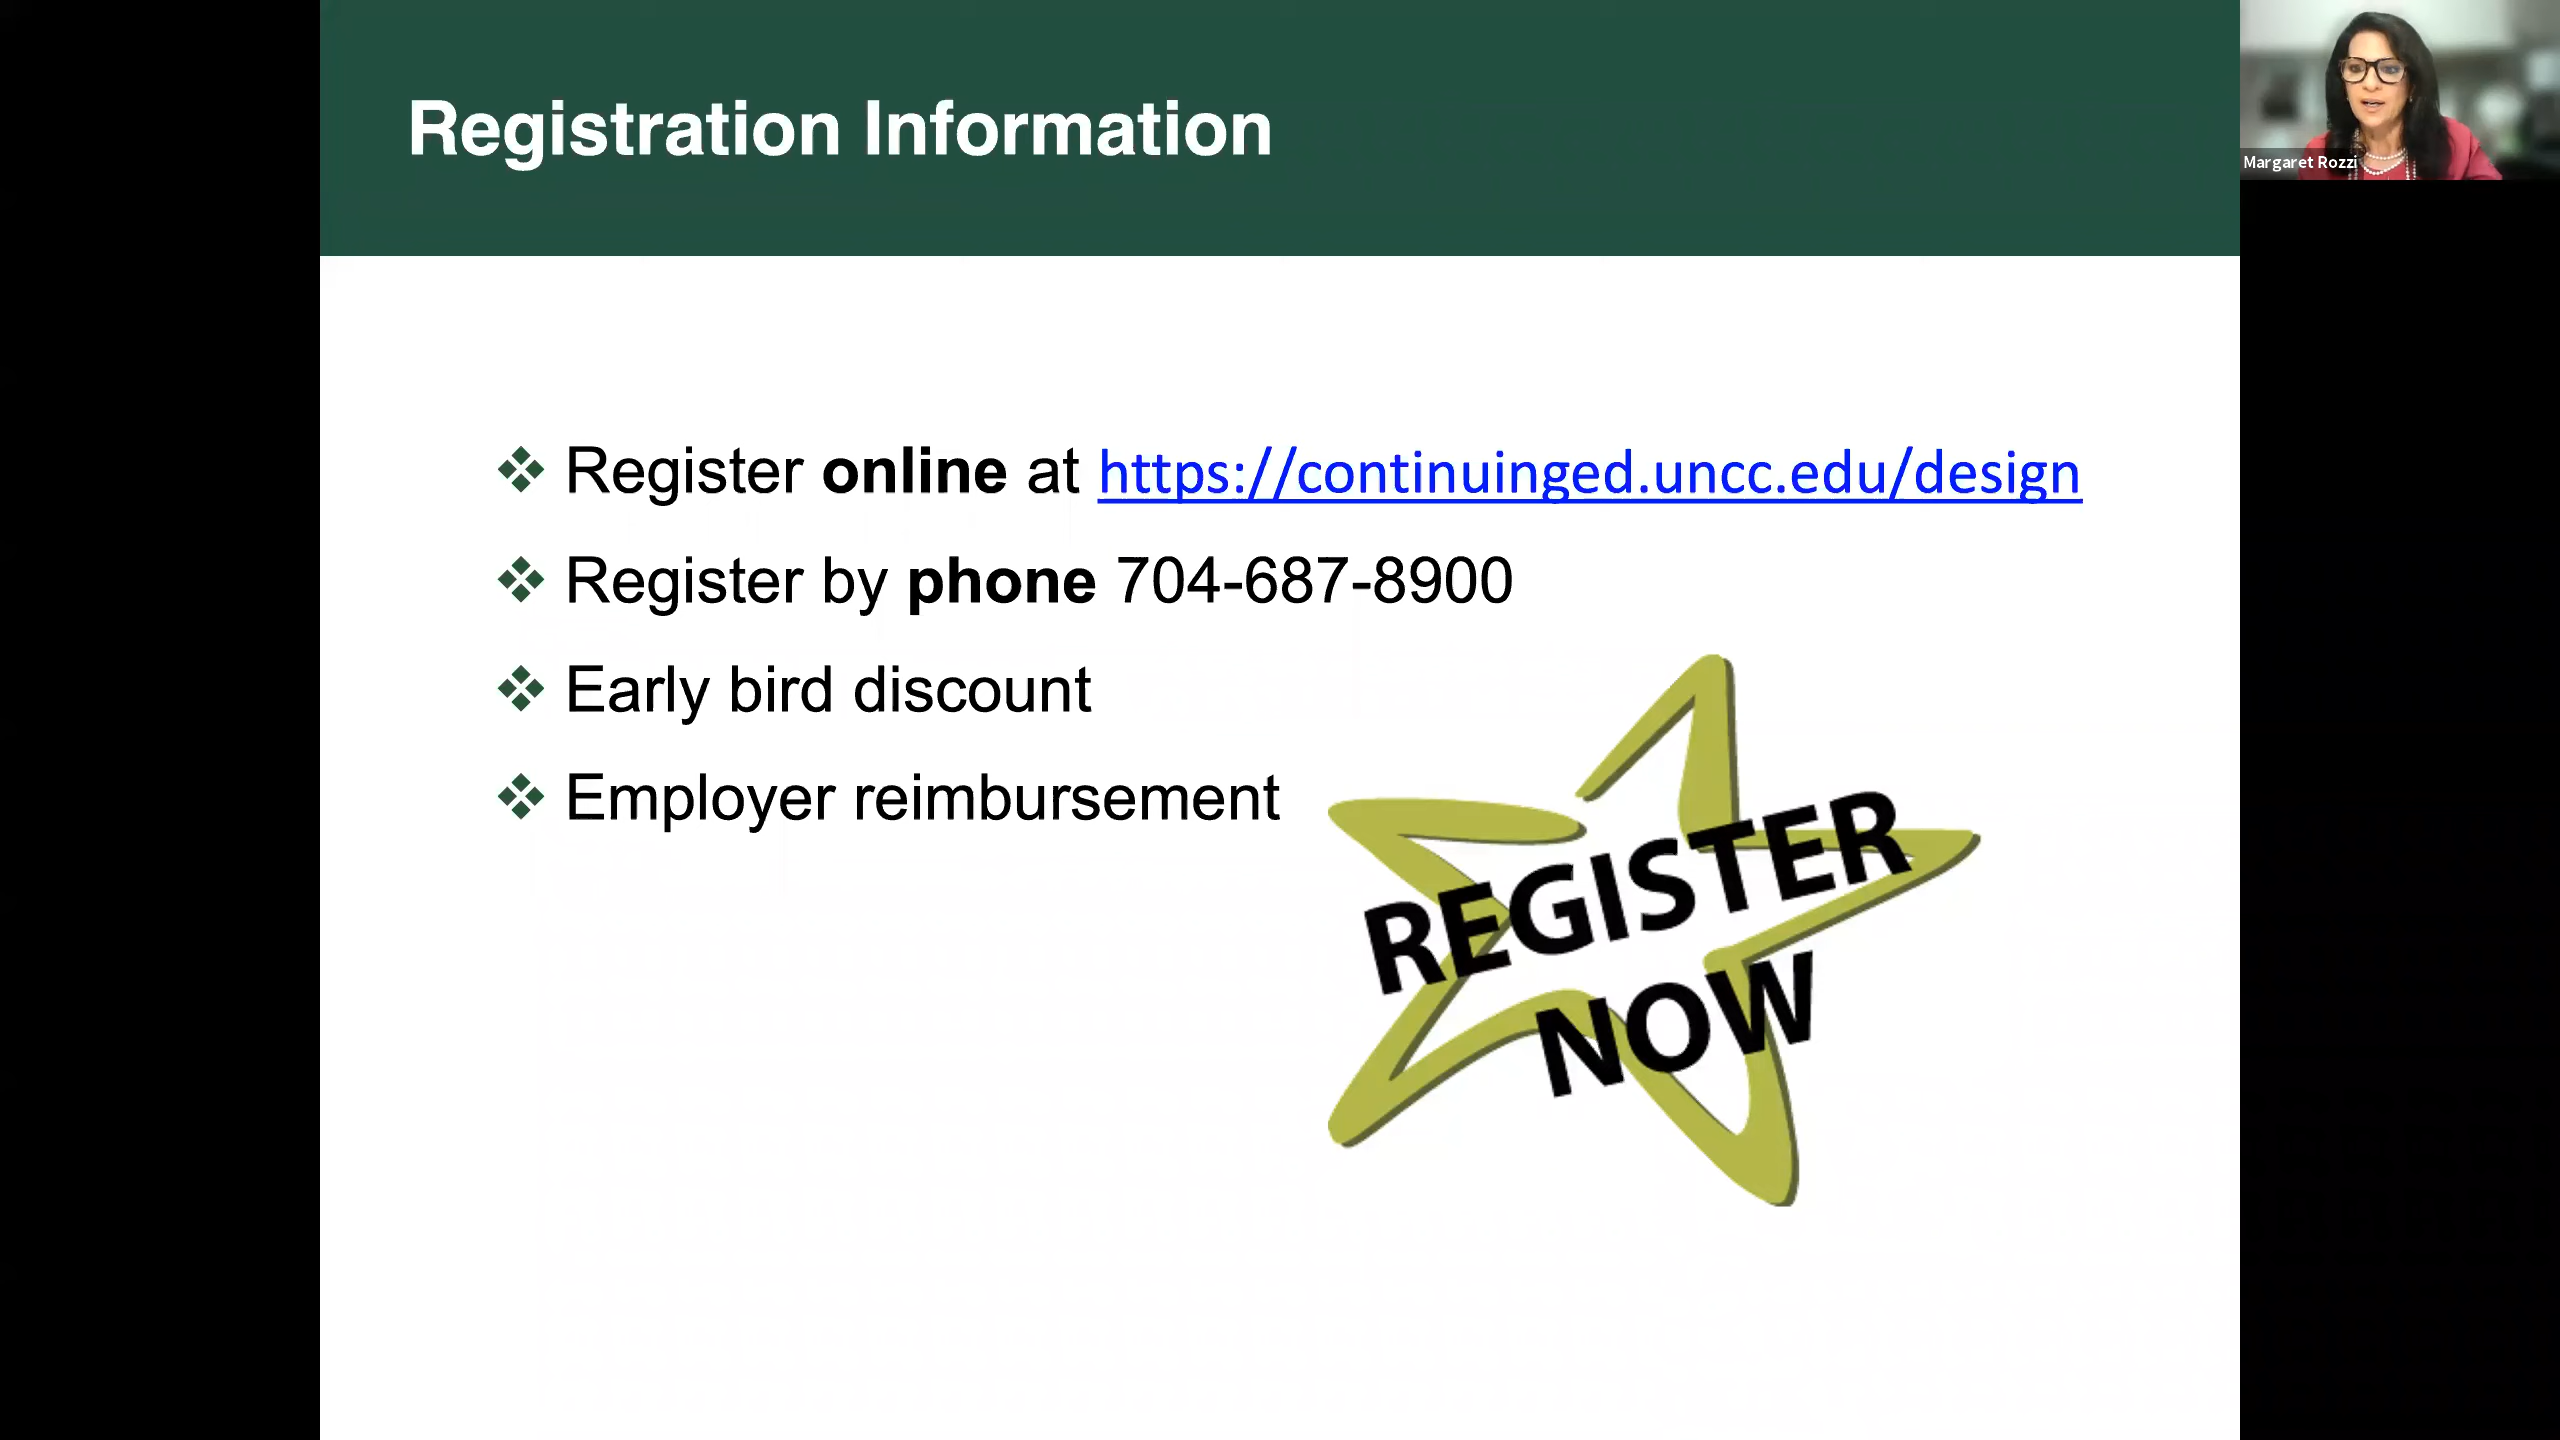 Registration Information
Margaret Rozzi
Register online at https://continuinged.uncc.edu/design
Register by phone 704-687-8900
Early bird discount
Employer reimbursement
REGISTER
NOW